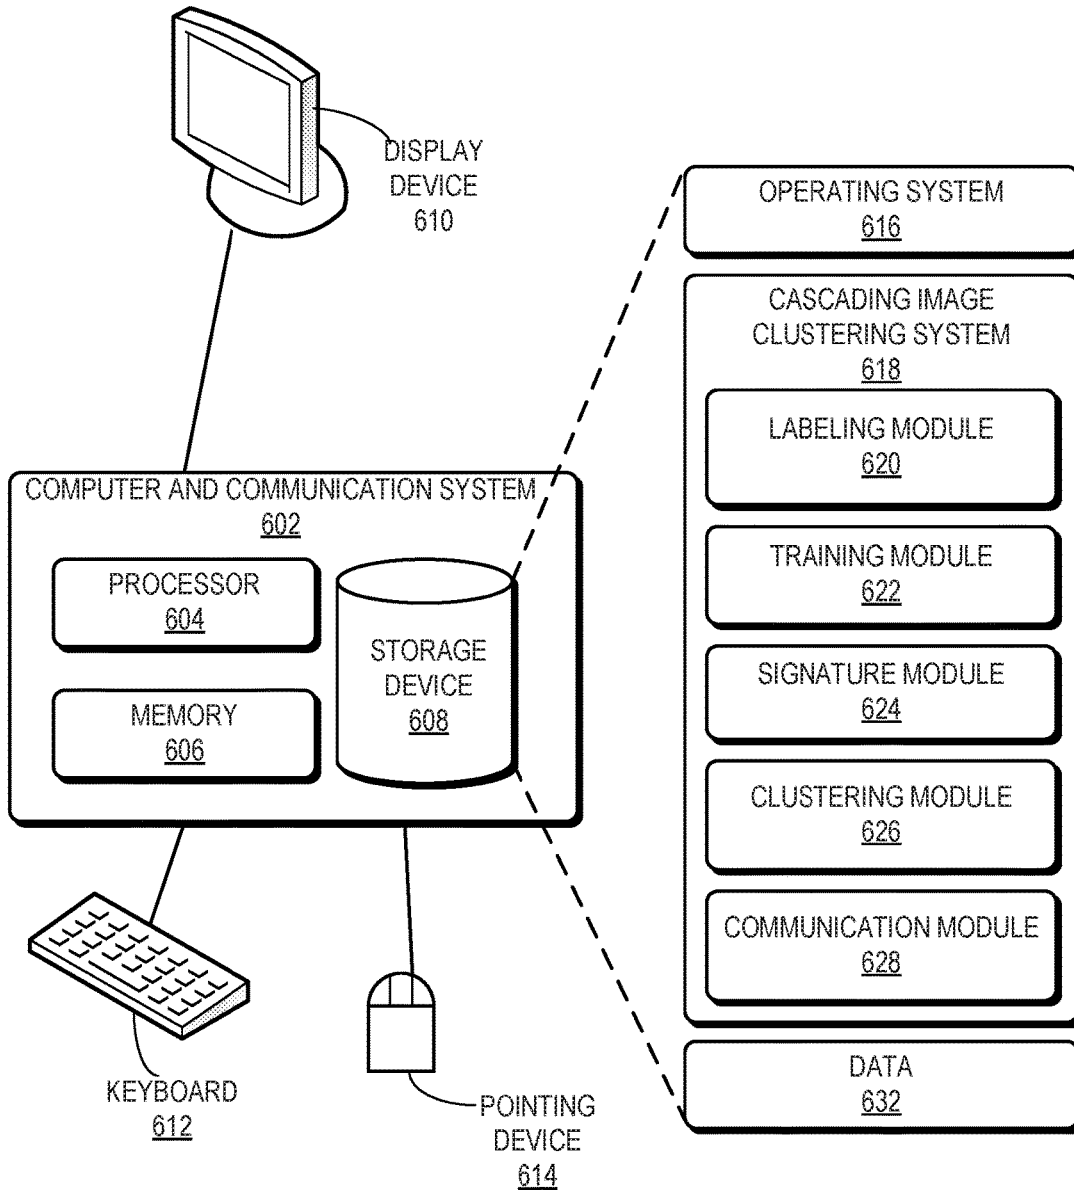 DISPLAY
DEVICE
610
COMPUTER AND COMMUNICATION SYSTEM
602
PROCESSOR
604
MEMORY
606
STORAGE
DEVICE
608
KEYBOARD
612
POINTING
DEVICE
614
OPERATING SYSTEM
616
CASCADING IMAGE
CLUSTERING SYSTEM
618
LABELING MODULE
620
TRAINING MODULE
622
SIGNATURE MODULE
624
CLUSTERING MODULE
626
COMMUNICATION MODULE
628
DATA
632